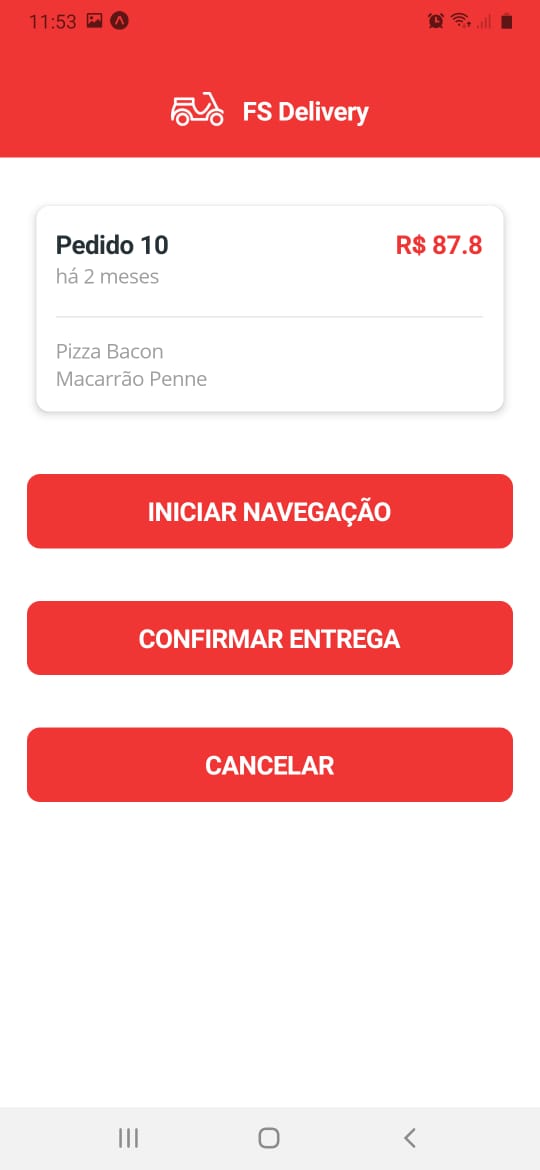 11:53
FS Delivery
Pedido 10
R$ 87.8
há 2 meses
Pizza Bacon
Macarrão Penne
INICIAR NAVEGAÇÃO
CONFIRMAR ENTREGA
CANCELAR